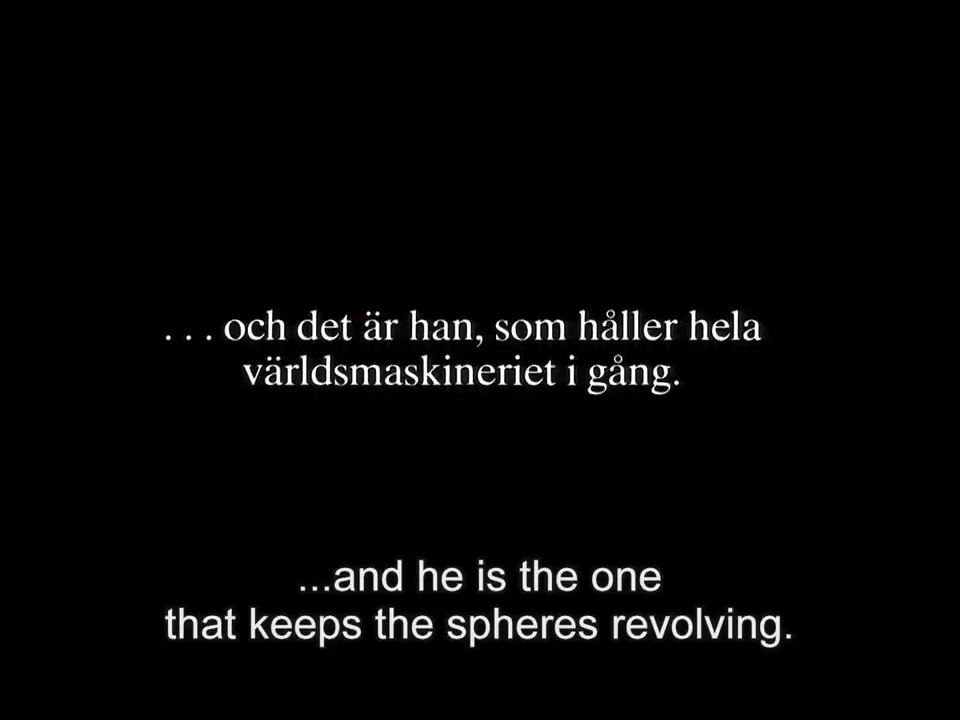 . . . och det är han, som håller hela
världsmaskineriet i gång.
...and he is the one
that keeps the spheres revolving.